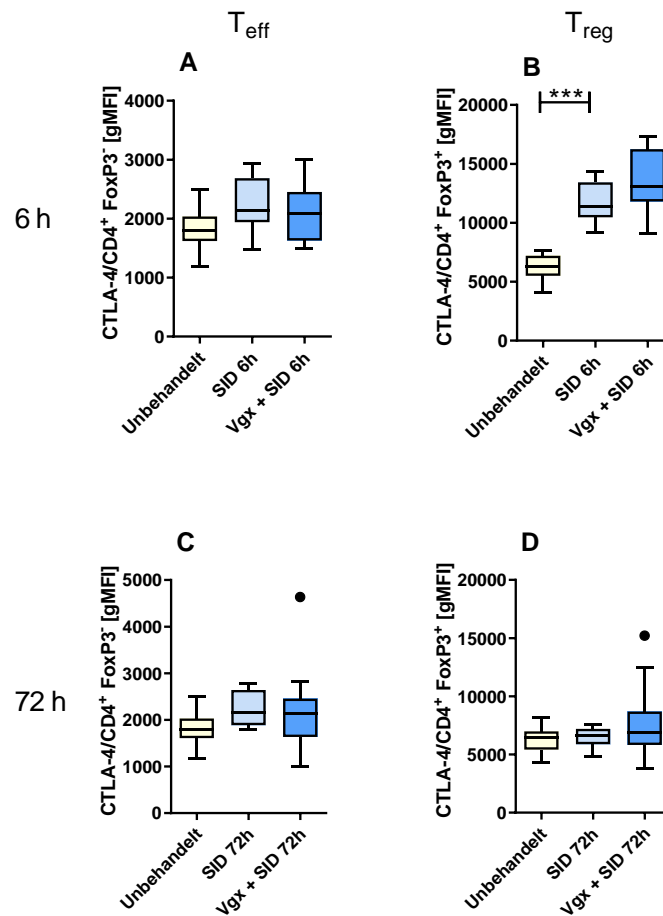 T_eff
T_reg
6 h
A
CTLA-4/CD4⁺ FoxP3⁻ [gMFI]
4000
3000
2000
1000
0
Unbehandelt
SID 6h
Vgx + SID 6h
B
CTLA-4/CD4⁺ FoxP3⁺ [gMFI]
20000
15000
10000
5000
0
***
Unbehandelt
SID 6h
Vgx + SID 6h
72 h
C
CTLA-4/CD4⁺ FoxP3⁻ [gMFI]
5000
4000
3000
2000
1000
0
Unbehandelt
SID 72h
Vgx + SID 72h
D
CTLA-4/CD4⁺ FoxP3⁺ [gMFI]
20000
15000
10000
5000
0
Unbehandelt
SID 72h
Vgx + SID 72h